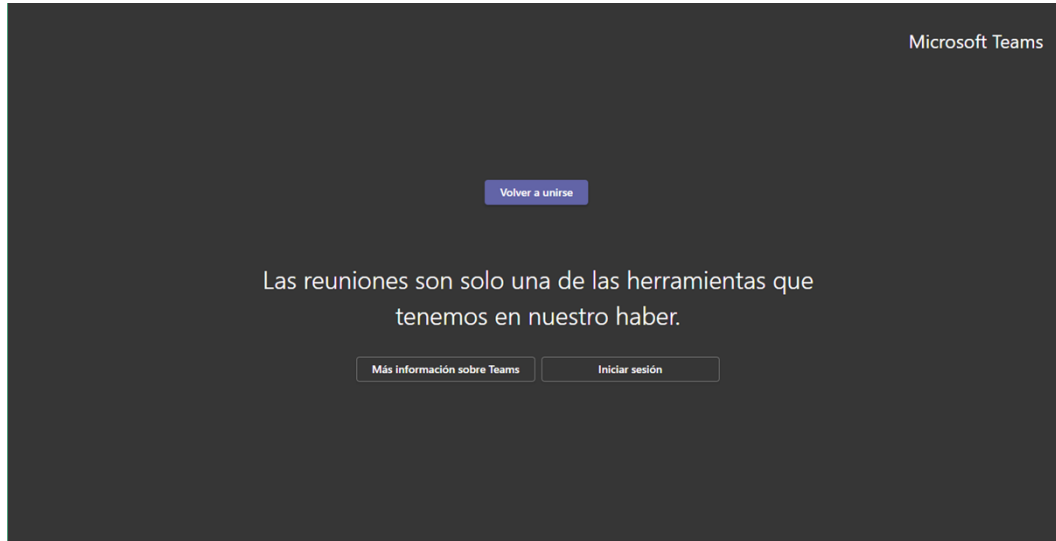 Microsoft Teams
Volver a unirse
Las reuniones son solo una de las herramientas que
tenemos en nuestro haber.
Más información sobre Teams
Iniciar sesión